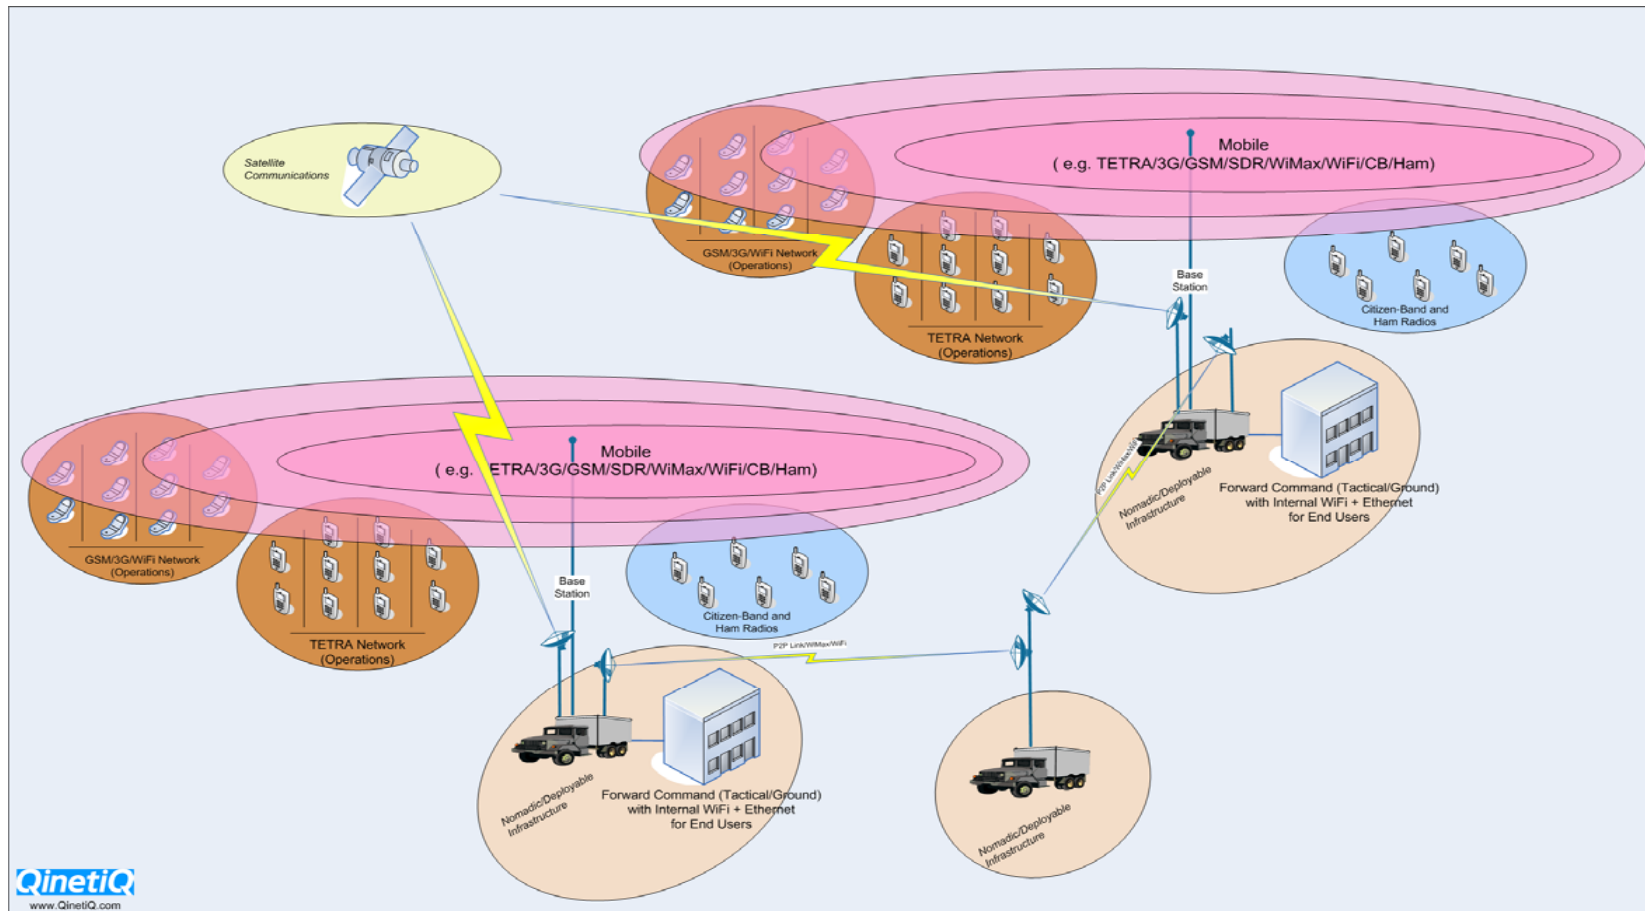 Satellite
Communications
Mobile
( e.g. TETRA/3G/GSM/SDR/WiMax/WiFi/CB/Ham)
GSM/3G/WiFi Network
(Operations)
TETRA Network
(Operations)
Base
Station
Citizen-Band and
Ham Radios
P2P Link/WiMax/WiFi
Nomadic/Deployable
Infrastructure
Forward Command (Tactical/Ground)
with Internal WiFi + Ethernet
for End Users
Mobile
( e.g. TETRA/3G/GSM/SDR/WiMax/WiFi/CB/Ham)
GSM/3G/WiFi Network
(Operations)
TETRA Network
(Operations)
Base
Station
Citizen-Band and
Ham Radios
P2P Link/WiMax/WiFi
Nomadic/Deployable
Infrastructure
Forward Command (Tactical/Ground)
with Internal WiFi + Ethernet
for End Users
Nomadic/Deployable
Infrastructure
QinetiQ
www.QinetiQ.com